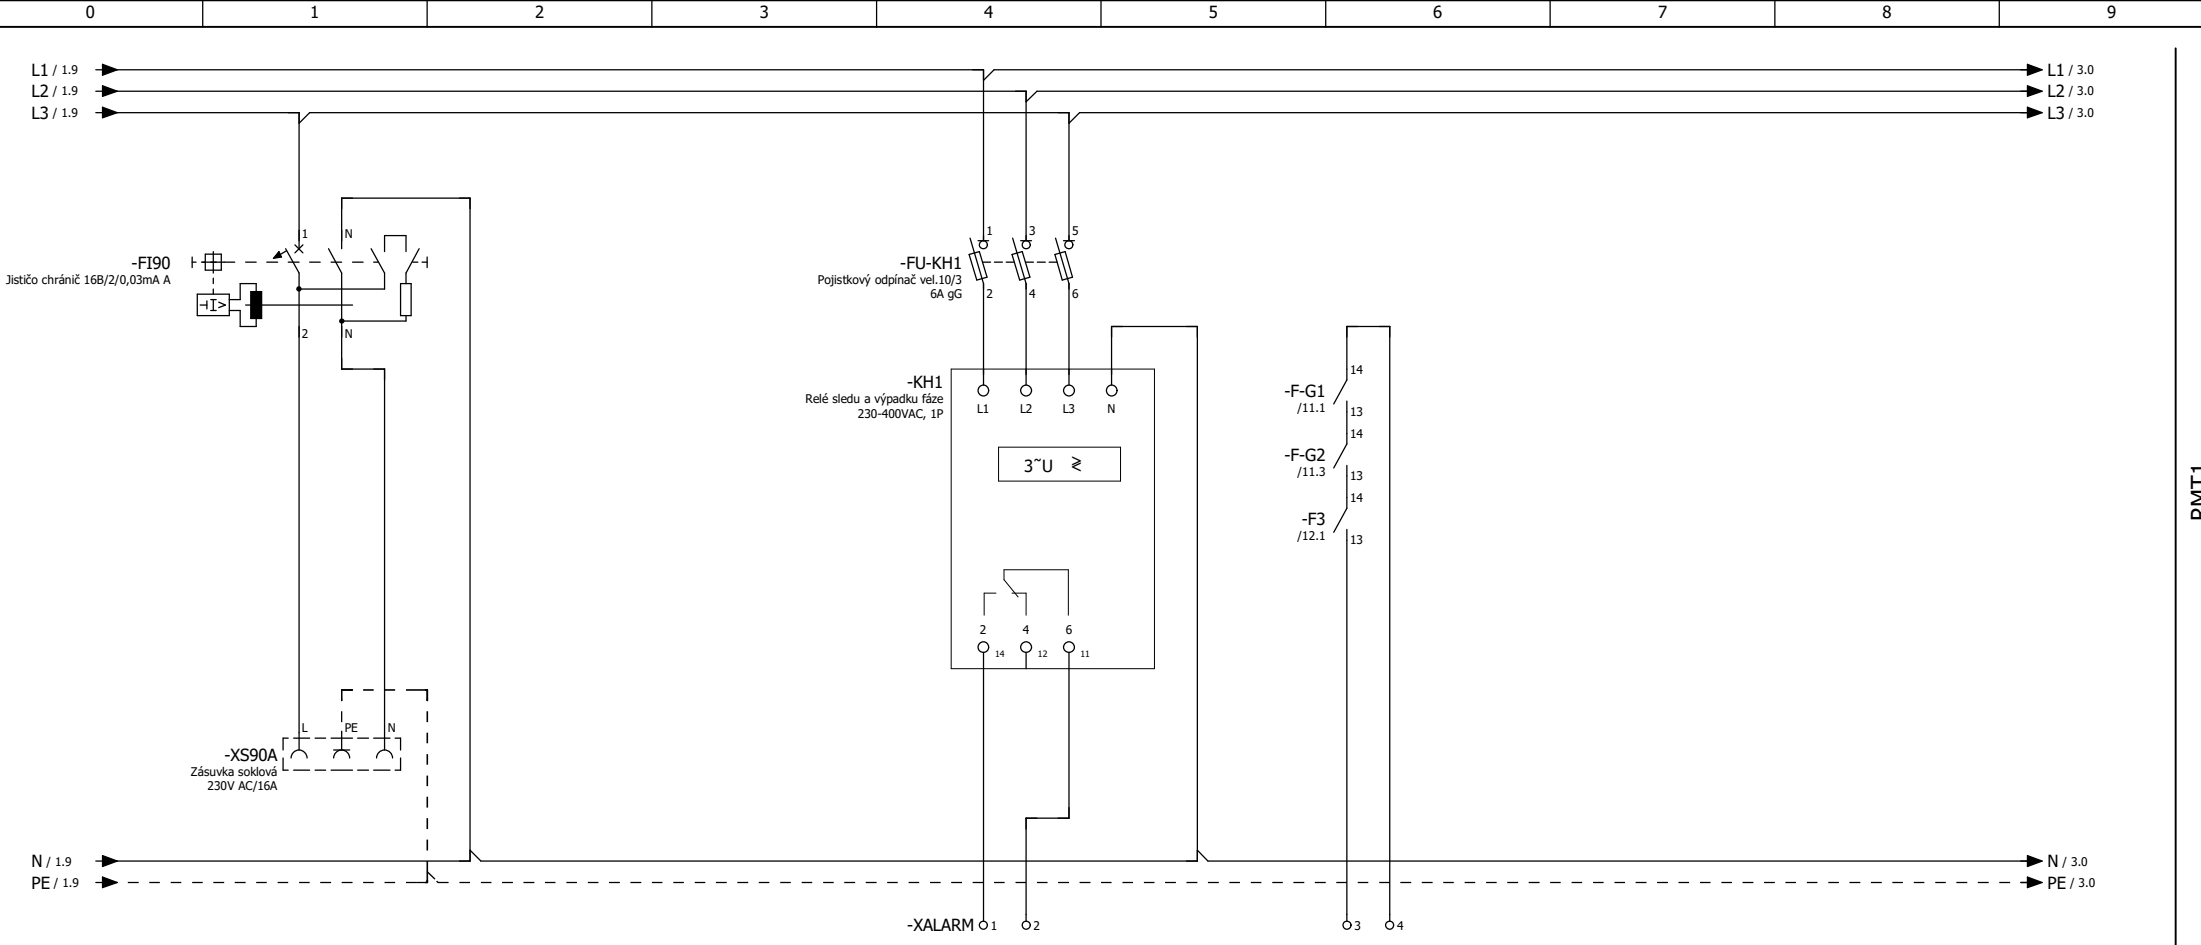 0 1 2 3 4 5 6 7 8 9
L1 / 1.9 L1 / 3.0
L2 / 1.9 L2 / 3.0
L3 / 1.9 L3 / 3.0
1 N
-FI90
Jističo chránič 16B/2/0,03mA A
I>
2 N
1 3 5
-FU-KH1
Pojistkový odpínač vel.10/3
6A gG
2 4 6
-KH1
Relé sledu a výpadku fáze
230-400VAC, 1P
L1 L2 L3 N
3~U ≷
2 4 6
14 12 11
14
-F-G1
/11.1
13
14
-F-G2
/11.3
13
14
-F3
/12.1
13
L PE N
-XS90A
Zásuvka soklová
230V AC/16A
N / 1.9 N / 3.0
PE / 1.9 PE / 3.0
-XALARM 1 2 3 4
RMT1